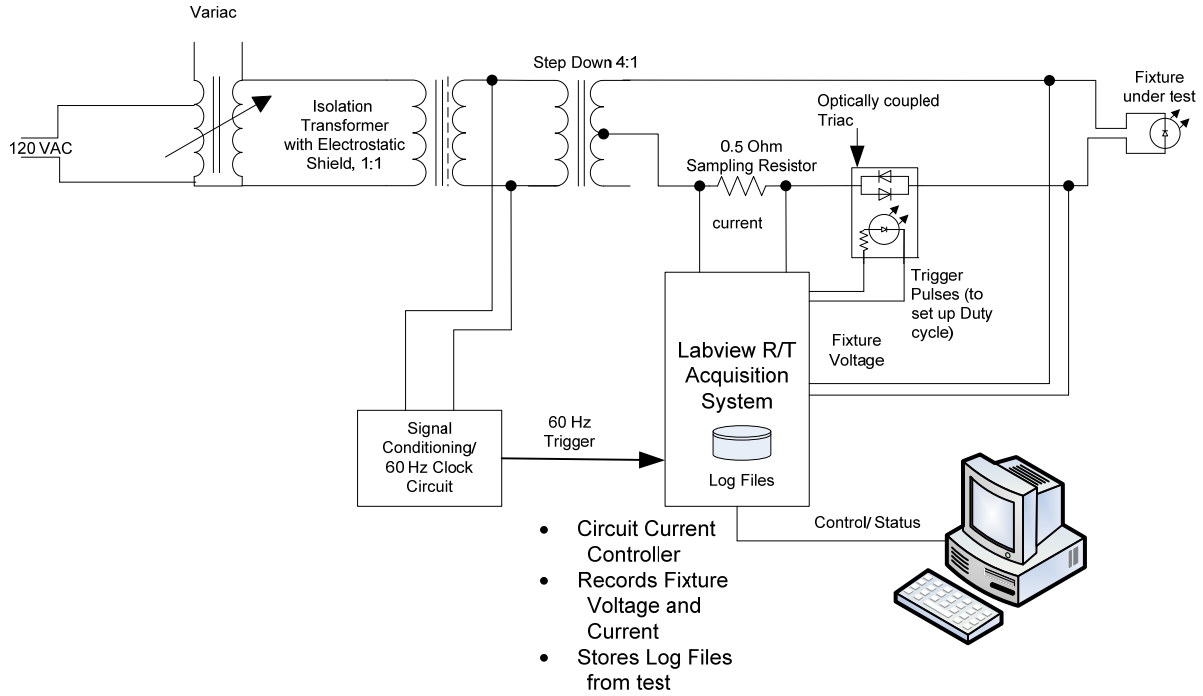 Variac
Step Down 4:1
Fixture
under test
Optically coupled
Triac
Isolation
Transformer
with Electrostatic
Shield, 1:1
120 VAC
0.5 Ohm
Sampling Resistor
current
Trigger
Pulses (to
set up Duty
cycle)
Fixture
Voltage
Labview R/T
Acquisition
System
Log Files
60 Hz
Trigger
Signal
Conditioning/
60 Hz Clock
Circuit
Control/ Status
• Circuit Current
Controller
• Records Fixture
Voltage and
Current
• Stores Log Files
from test